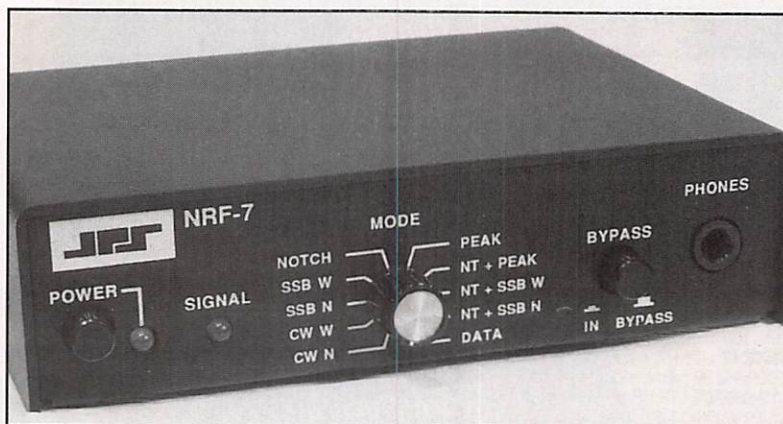 JPS NRF-7
MODE
PHONES
NOTCH
SSB W
SSB N
CW W
CW N
PEAK
NT + PEAK
NT + SSB W
NT + SSB N
DATA
POWER
SIGNAL
BYPASS
IN BYPASS